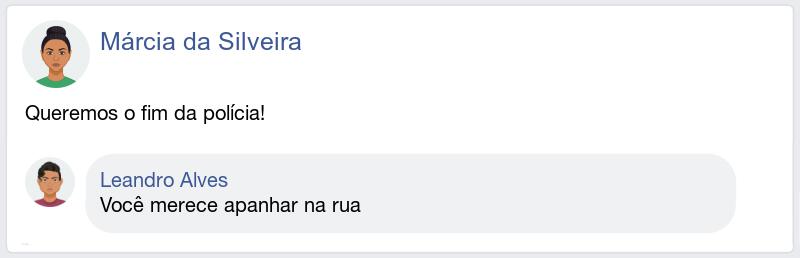 Márcia da Silveira
Queremos o fim da polícia!
Leandro Alves
Você merece apanhar na rua